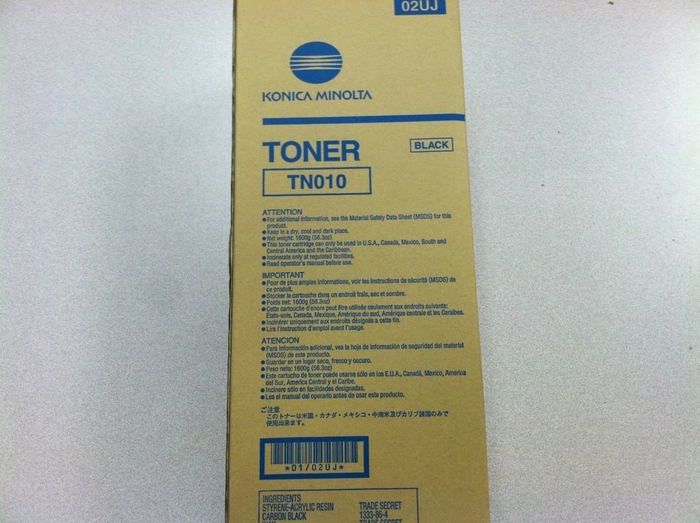 02UJ
KONICA MINOLTA
TONER
BLACK
TN010
ATTENTION
●For additional information, see the Material Safety Data Sheet (MSDS) for this
product.
●Keep in a dry, cool and dark place.
●Net weight: 1600g (56.3oz)
●This toner cartridge can only be used in U.S.A., Canada, Mexico, South and
Central America and the Caribbean.
●Incinerate only at regulated facilities.
●Read operator's manual before use.
IMPORTANT
●Pour de plus amples informations, voir les instructions de sécurité (MSDS) de
ce produit.
●Stocker la cartouche dans un endroit frais, sec et sombre.
●Poids net: 1600g (56.3oz)
●Cette cartouche d'encre peut être utilisée seulement aux endroits suivants:
États-unis, Canada, Mexique, Amérique du sud, Amérique centrale et les Caraïbes.
●Incinérer uniquement aux endroits désignés a cette fin.
●Lire l'instruction d'emploi avant l'usage.
ATENCION
●Para información adicional, vea la hoja de información de seguridad del material
(MSDS) de este producto.
●Guardar en un lugar seco, fresco y oscuro.
●Peso neto: 1600g (56.3oz)
●Este cartucho de toner puede usarse sólo en los E.U.A., Canadá, Mexico, America
del Sur, America Central y el Caribe.
●Incinere sólo en facilidades designadas.
●Lea el manual del operario antes de usar este producto.
ご注意
このトナーは米国・カナダ・メキシコ・中南米及びカリブ諸国のみで
使用出来ます。
*01/02UJ*
INGREDIENTS
STYRENE-ACRYLIC RESIN TRADE SECRET
CARBON BLACK 1333-86-4
TRADE SECRET